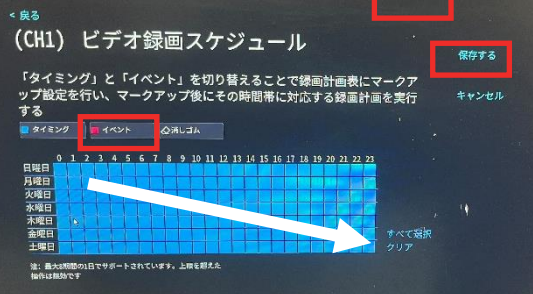 < 戻る
(CH1) ビデオ録画スケジュール
保存する
「タイミング」と「イベント」を切り替えることで録画計画表にマークア
ップ設定を行い、マークアップ後にその時間帯に対応する録画計画を実行
する
キャンセル
タイミング イベント 消しゴム
0 1 2 3 4 5 6 7 8 9 10 11 12 13 14 15 16 17 18 19 20 21 22 23
日曜日
月曜日
火曜日
水曜日
木曜日
金曜日
土曜日
すべて選択
クリア
注: 最大8時間の1日でサポートされています。上限を超えた
操作は無効です